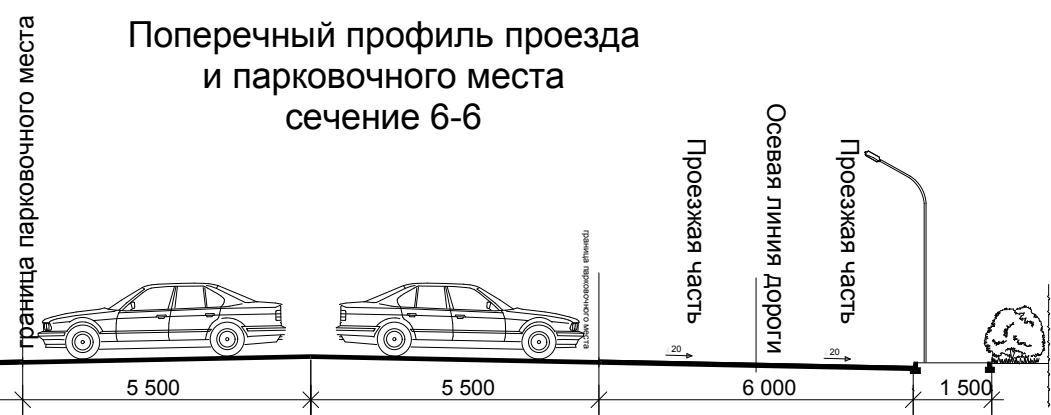 Поперечный профиль проезда
и парковочного места
сечение 6-6
граница парковочного места
граница парковочного места
Проезжая часть
Осевая линия дороги
Проезжая часть
20
20
5 500
5 500
6 000
1 500